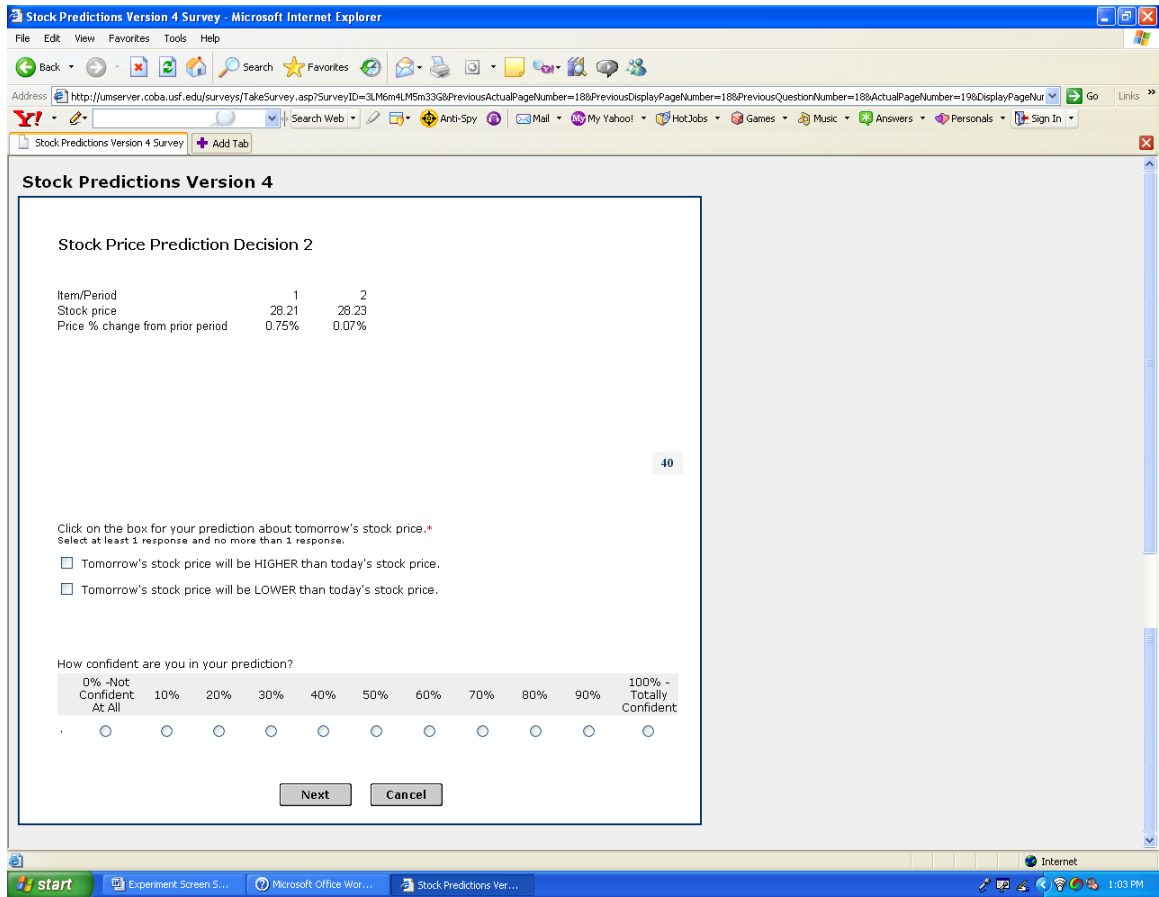 Stock Predictions Version 4 Survey - Microsoft Internet Explorer
File Edit View Favorites Tools Help
Back Search Favorites
Address http://umserver.coba.usf.edu/surveys/TakeSurvey.asp?SurveyID=3LM6m4LM5m33G&PreviousActualPageNumber=18&PreviousDisplayPageNumber=18&PreviousQuestionNumber=18&ActualPageNumber=19&DisplayPageNur Go Links »
Y! Search Web Anti-Spy Mail My Yahoo! HotJobs Games Music Answers Personals Sign In
Stock Predictions Version 4 Survey Add Tab
Stock Predictions Version 4
Stock Price Prediction Decision 2
Item/Period 1 2
Stock price 28.21 28.23
Price % change from prior period 0.75% 0.07%
40
Click on the box for your prediction about tomorrow's stock price.*
Select at least 1 response and no more than 1 response.
Tomorrow's stock price will be HIGHER than today's stock price.
Tomorrow's stock price will be LOWER than today's stock price.
How confident are you in your prediction?
0% -Not Confident At All 10% 20% 30% 40% 50% 60% 70% 80% 90% 100% - Totally Confident
.
Next Cancel
Internet
start Experiment Screen S... Microsoft Office Wor... Stock Predictions Ver... 1:03 PM